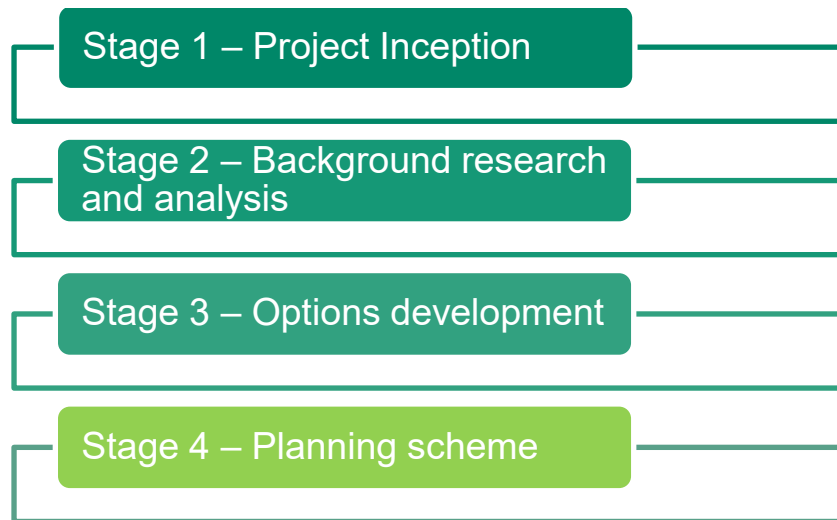 Stage 1 – Project Inception
Stage 2 – Background research
and analysis
Stage 3 – Options development
Stage 4 – Planning scheme